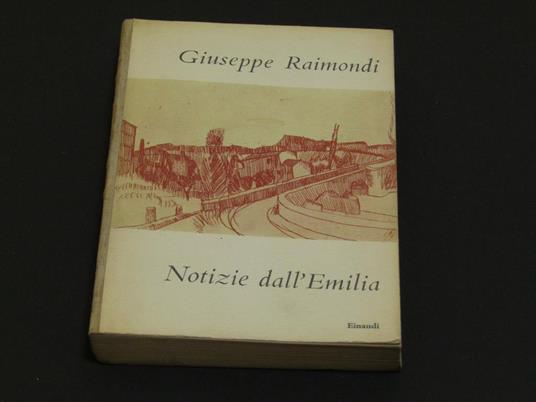 Giuseppe Raimondi
Notizie dall'Emilia
Einaudi